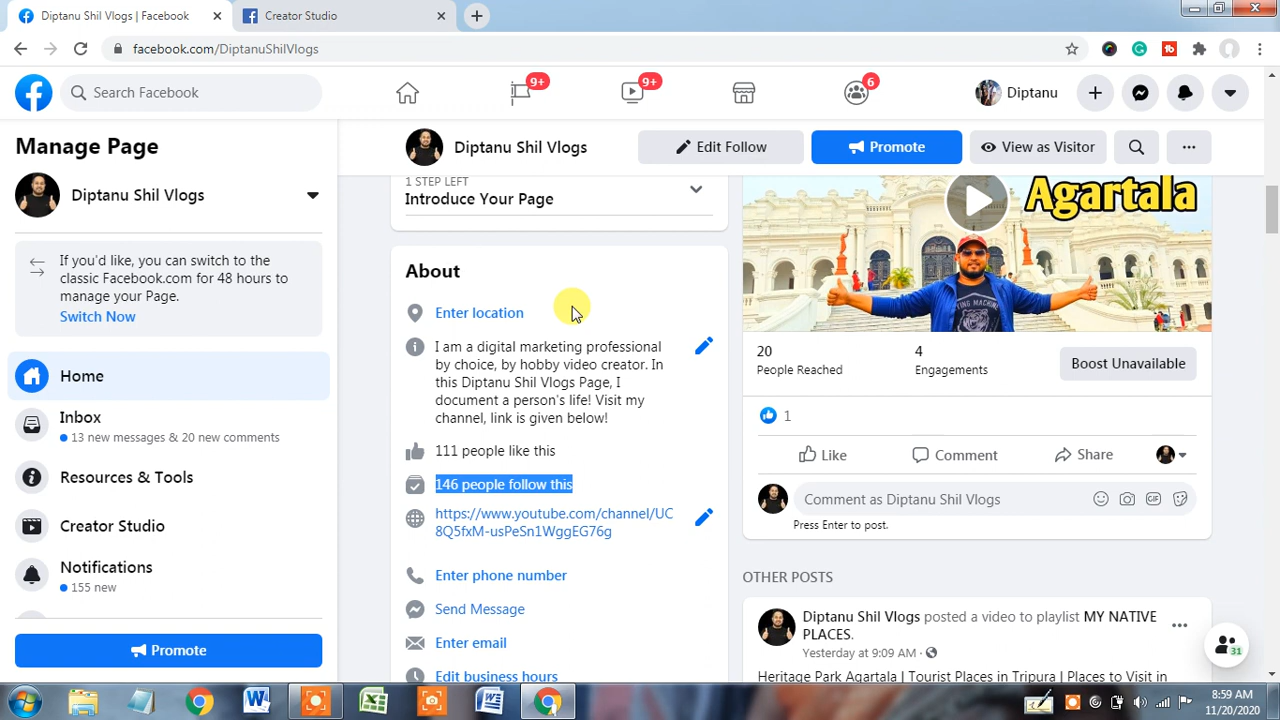 Diptanu Shil Vlogs | Facebook
Creator Studio
facebook.com/DiptanuShilVlogs
Search Facebook
9+
9+
6
Diptanu
Manage Page
Diptanu Shil Vlogs
If you'd like, you can switch to the
classic Facebook.com for 48 hours to
manage your Page.
Switch Now
Home
Inbox
13 new messages & 20 new comments
Resources & Tools
Creator Studio
Notifications
155 new
Promote
Diptanu Shil Vlogs
Edit Follow
Promote
View as Visitor
1 STEP LEFT
Introduce Your Page
About
Enter location
I am a digital marketing professional
by choice, by hobby video creator. In
this Diptanu Shil Vlogs Page, I
document a person's life! Visit my
channel, link is given below!
111 people like this
146 people follow this
https://www.youtube.com/channel/UC
8Q5fxM-usPeSn1WggEG76g
Enter phone number
Send Message
Enter email
Edit business hours
Agartala
20
People Reached
4
Engagements
Boost Unavailable
1
Like
Comment
Share
Comment as Diptanu Shil Vlogs
GIF
Press Enter to post.
OTHER POSTS
Diptanu Shil Vlogs posted a video to playlist MY NATIVE
PLACES.
Yesterday at 9:09 AM ·
Heritage Park Agartala | Tourist Places in Tripura | Places to Visit in
31
8:59 AM
11/20/2020